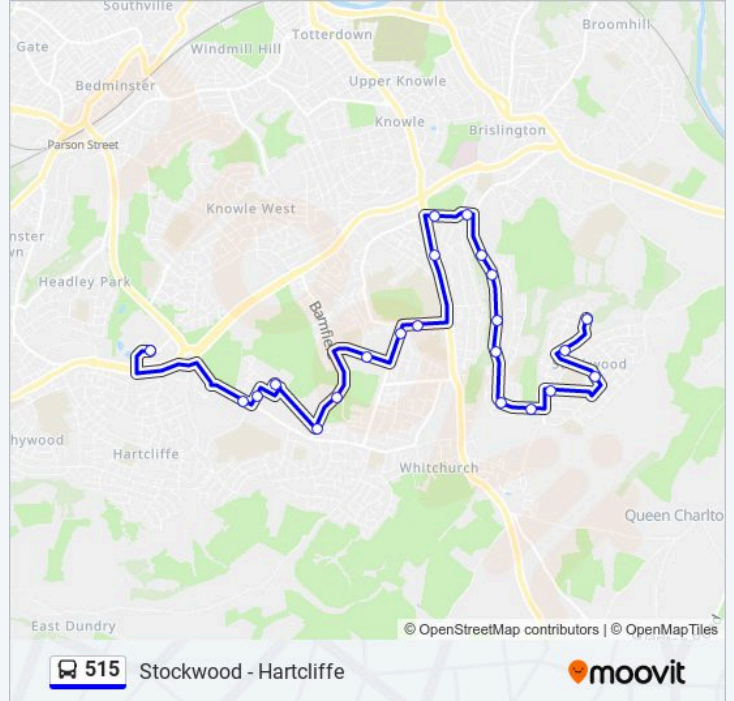 Southville
Totterdown
Broomhill
Gate
Windmill Hill
Bedminster
Upper Knowle
Knowle
Brislington
Parson Street
Knowle West
Headley Park
Hartcliffe
Whitchurch
Queen Charlto
East Dundry
© OpenStreetMap contributors | © OpenMapTiles
515 Stockwood - Hartcliffe
moovit